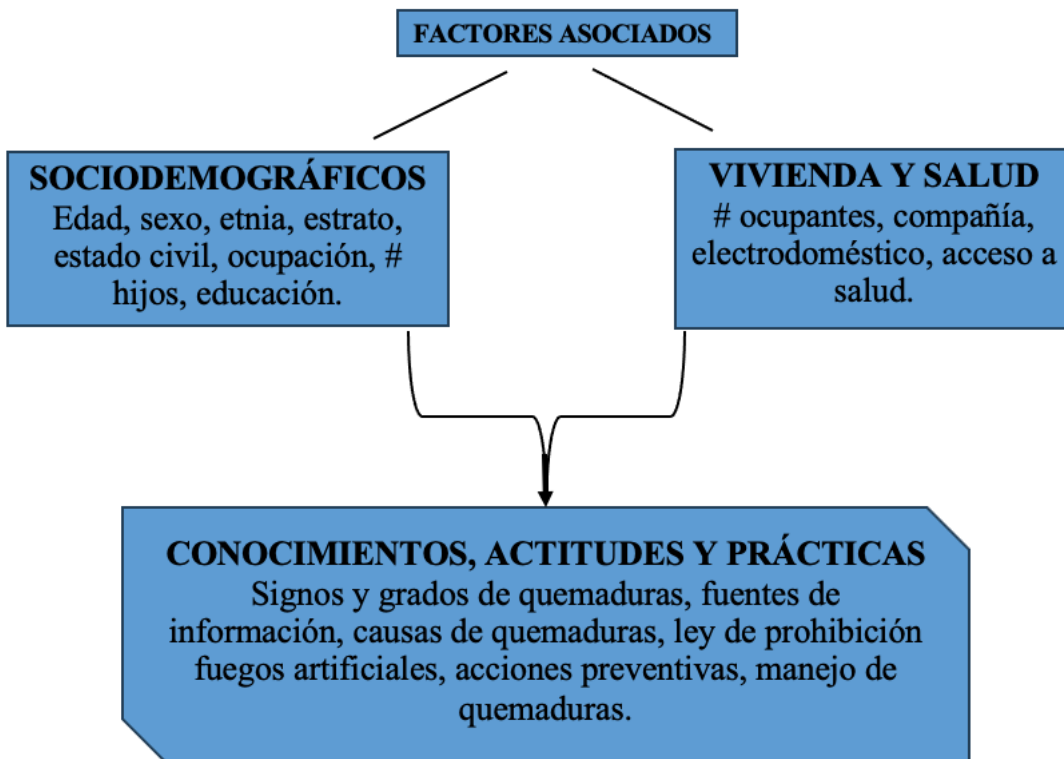 FACTORES ASOCIADOS
SOCIODEMOGRÁFICOS
Edad, sexo, etnia, estrato,
estado civil, ocupación, #
hijos, educación.
VIVIENDA Y SALUD
# ocupantes, compañía,
electrodoméstico, acceso a
salud.
CONOCIMIENTOS, ACTITUDES Y PRÁCTICAS
Signos y grados de quemaduras, fuentes de
información, causas de quemaduras, ley de prohibición
fuegos artificiales, acciones preventivas, manejo de
quemaduras.